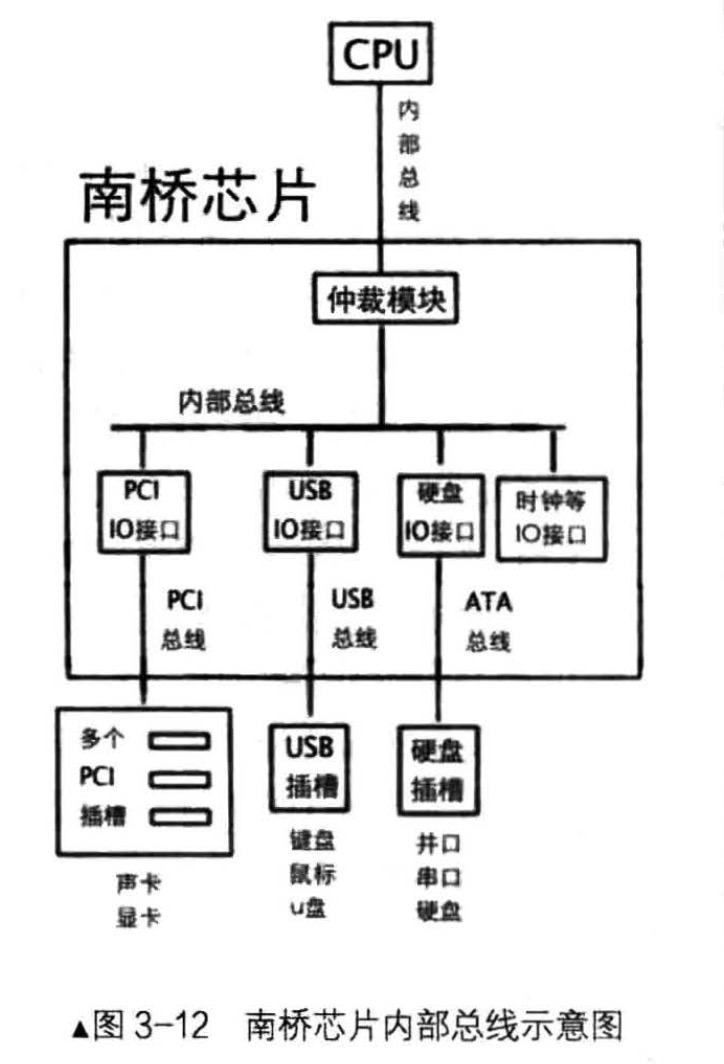 CPU
内部总线
南桥芯片
仲裁模块
内部总线
PCI
IO接口
USB
IO接口
硬盘
IO接口
时钟等
IO接口
PCI
总线
USB
总线
ATA
总线
多个
PCI
插槽
USB
插槽
硬盘
插槽
声卡
显卡
键盘
鼠标
u盘
并口
串口
硬盘
▲图 3-12 南桥芯片内部总线示意图